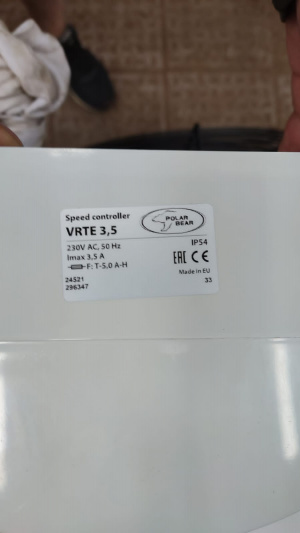 Speed controller
VRTE 3,5
POLAR
BEAR
230V AC, 50 Hz
IP54
Imax 3,5 A
F: T-5,0 A-H
EAC CE
Made in EU
24521
33
296347